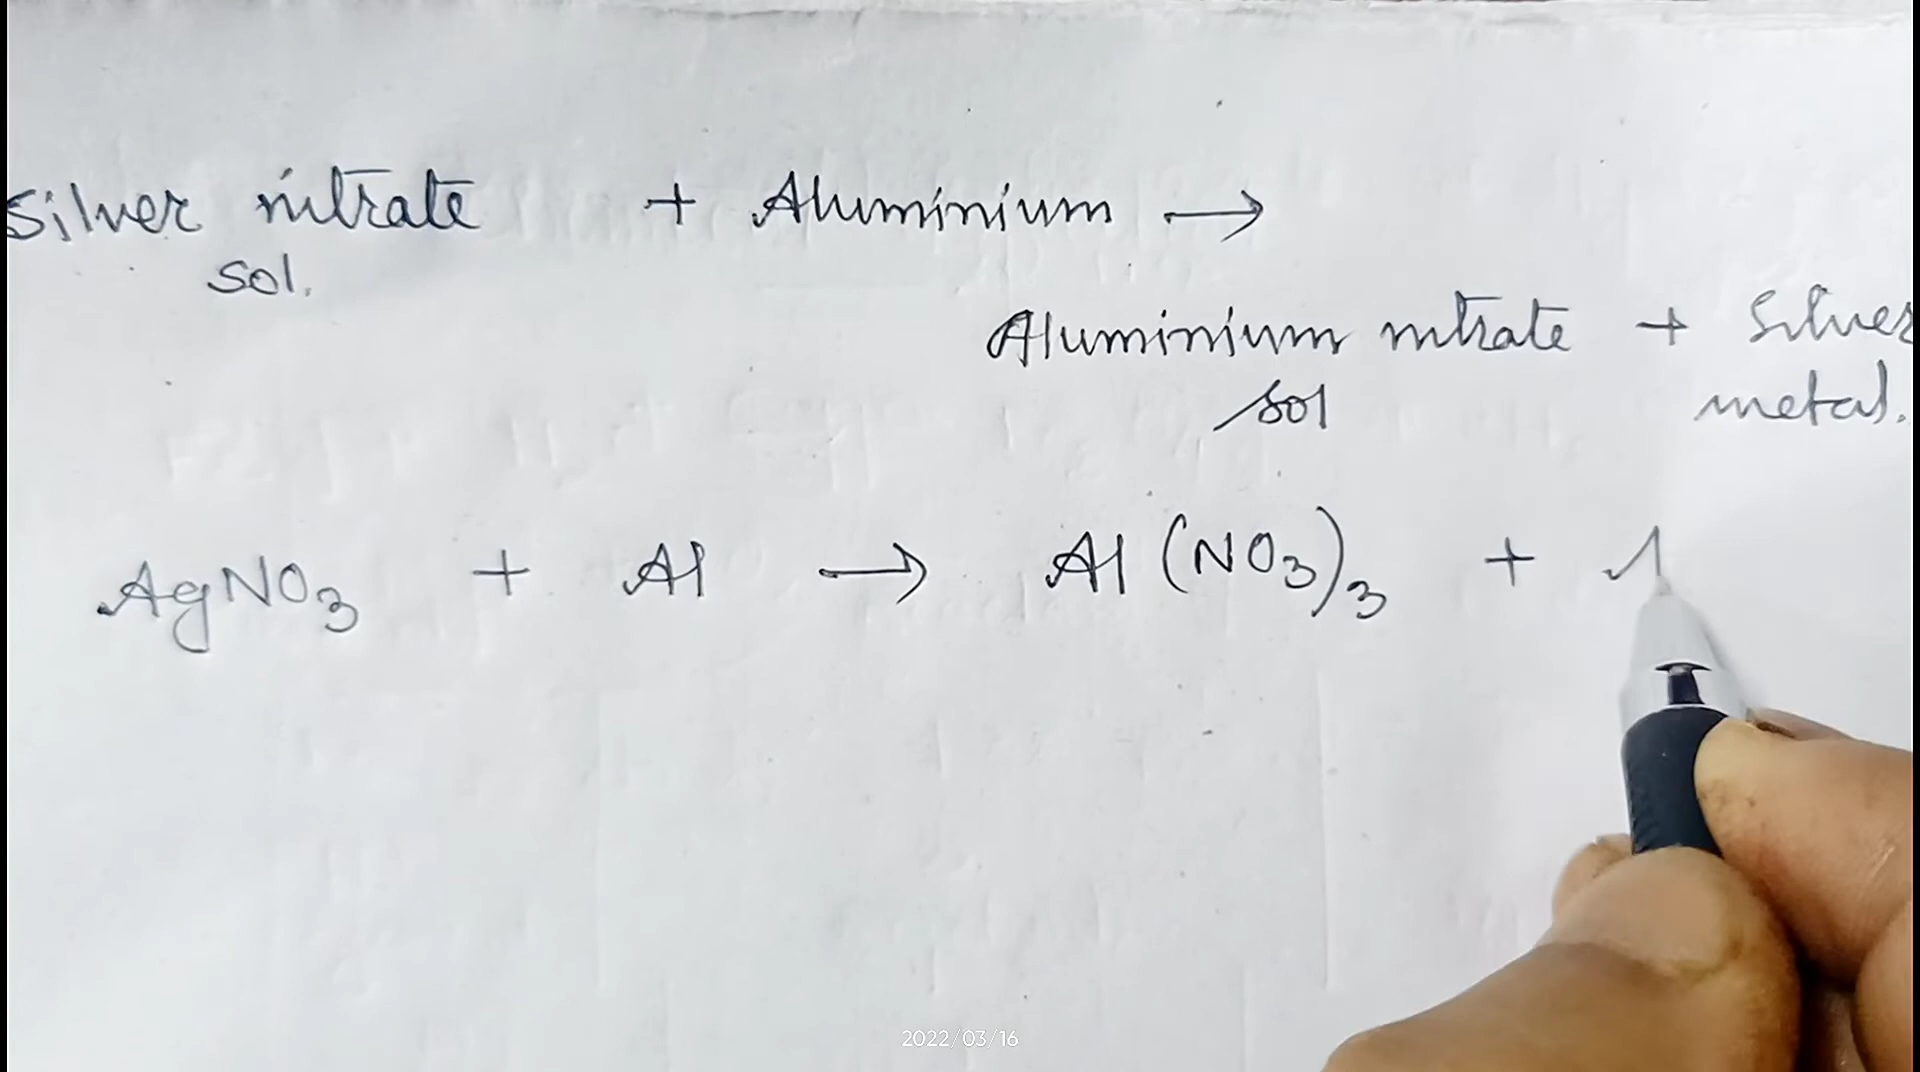 Silver nitrate + Aluminium →
sol.
Aluminium nitrate + Silver
sol metal.
AgNO₃ + Al → Al(NO₃)₃ +
2022/03/16